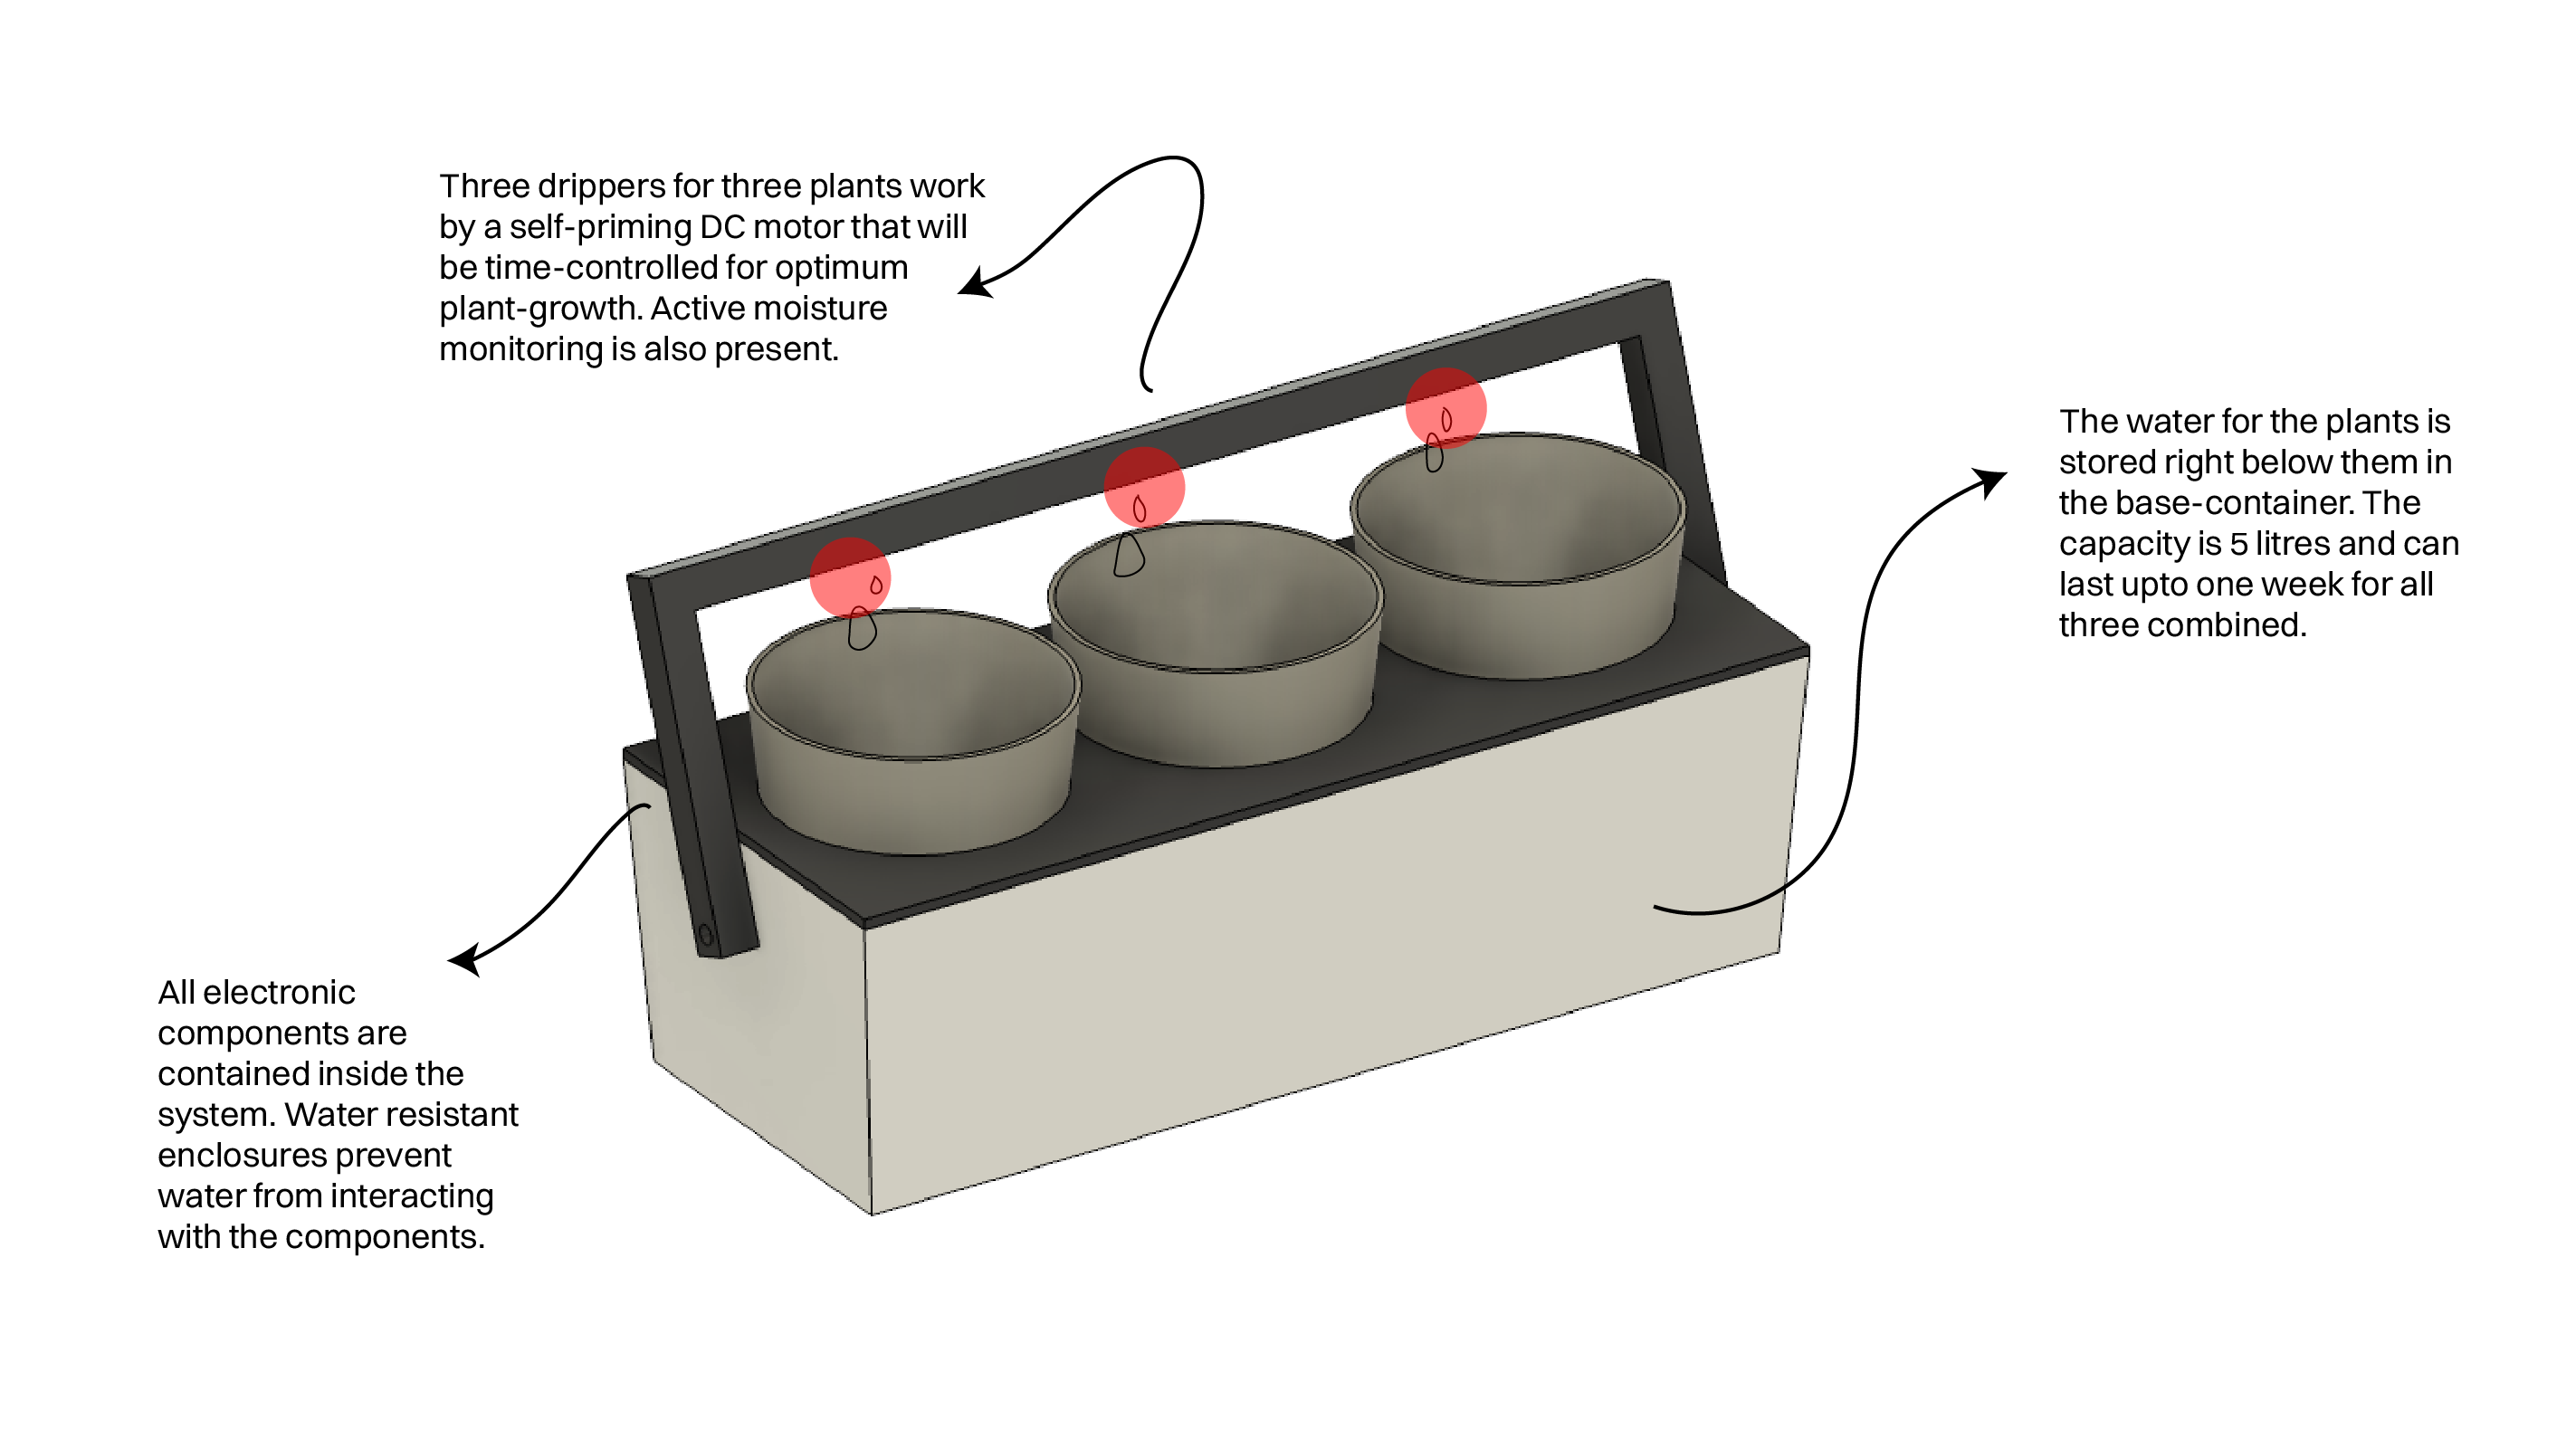 Three drippers for three plants work
by a self-priming DC motor that will
be time-controlled for optimum
plant-growth. Active moisture
monitoring is also present.
The water for the plants is
stored right below them in
the base-container. The
capacity is 5 litres and can
last upto one week for all
three combined.
All electronic
components are
contained inside the
system. Water resistant
enclosures prevent
water from interacting
with the components.